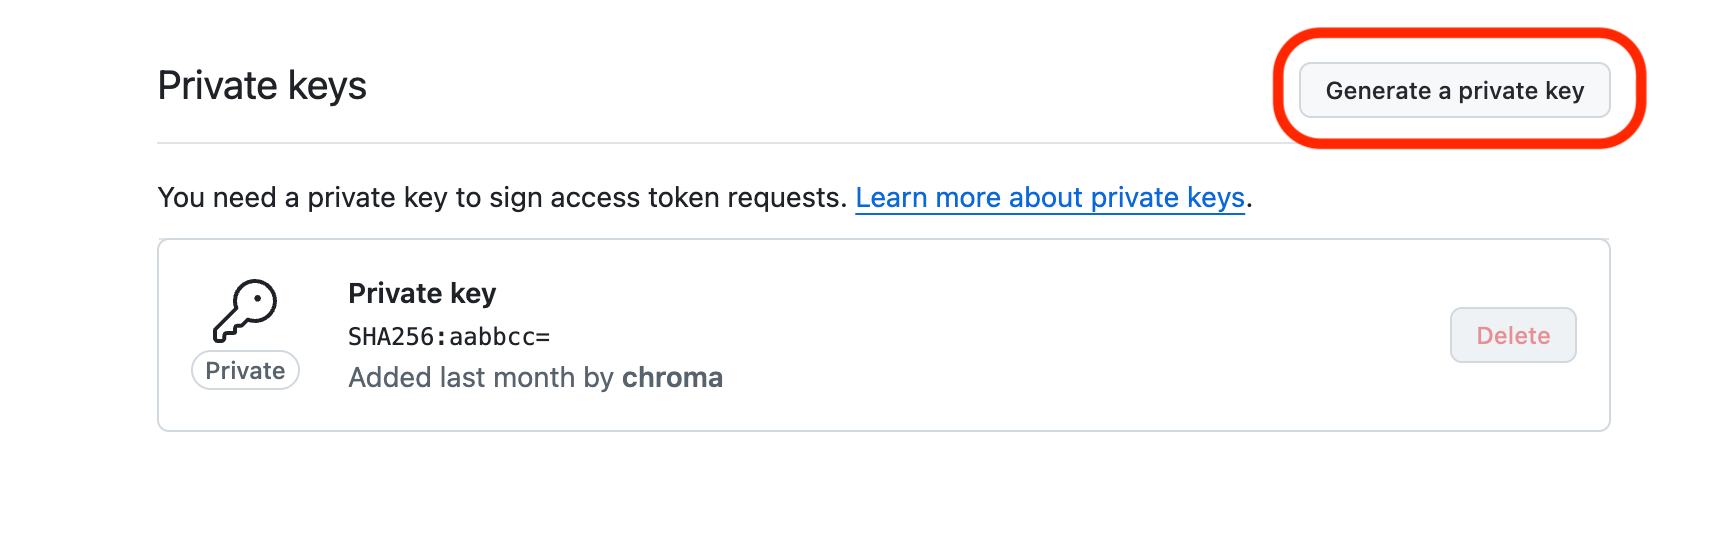 Private keys
Generate a private key
You need a private key to sign access token requests. Learn more about private keys.
Private key
SHA256:aabbcc=
Private
Added last month by chroma
Delete